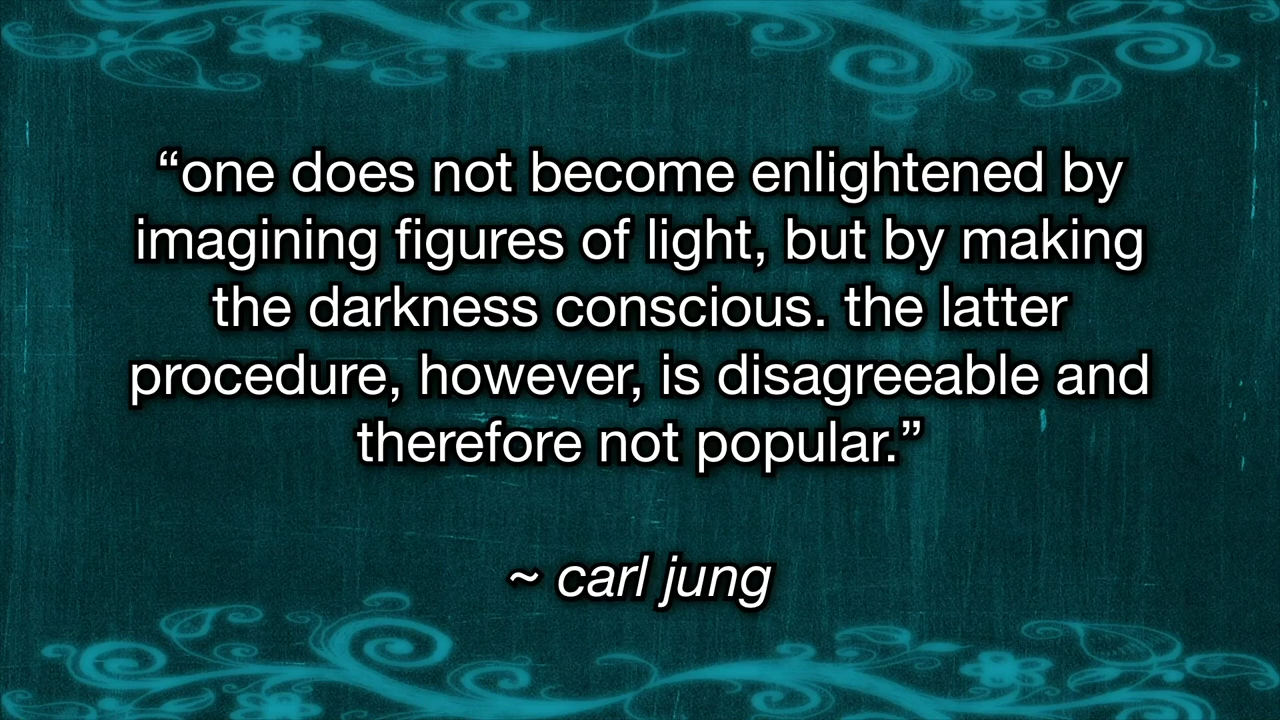 “one does not become enlightened by
imagining figures of light, but by making
the darkness conscious. the latter
procedure, however, is disagreeable and
therefore not popular.”
~ carl jung